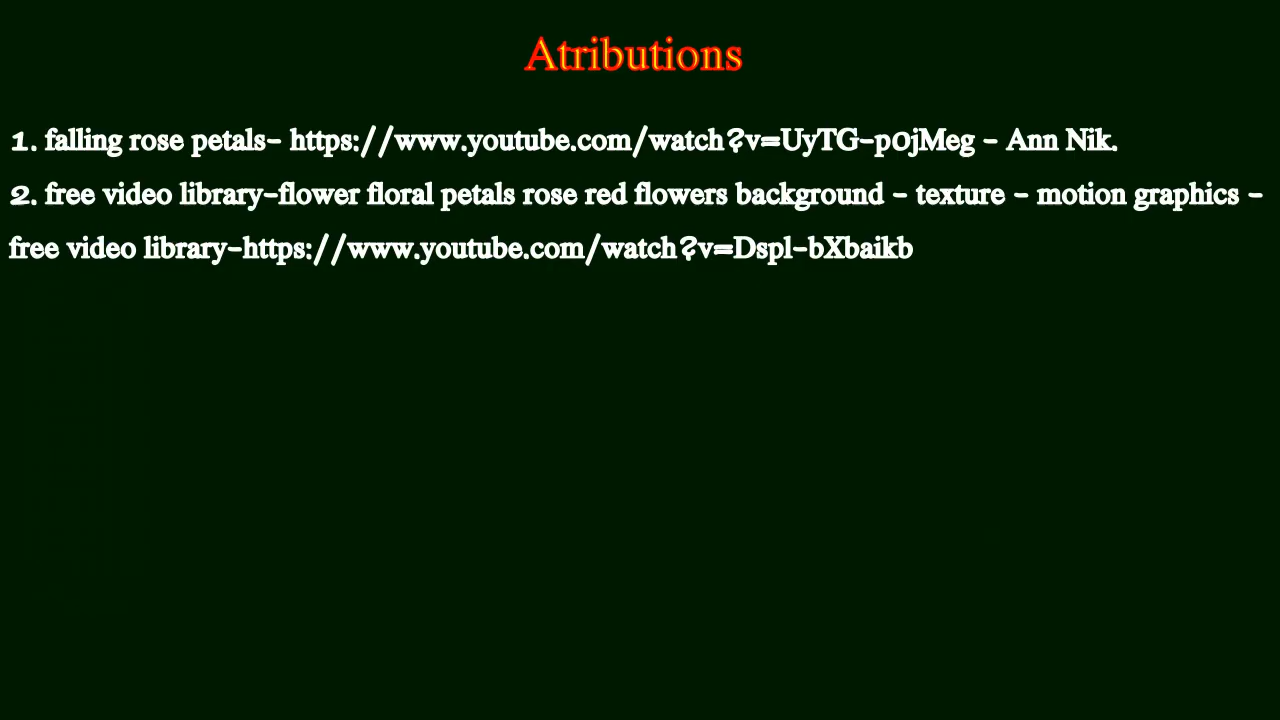 Atributions
1. falling rose petals- https://www.youtube.com/watch?v=UyTG-p0jMeg - Ann Nik.
2. free video library-flower floral petals rose red flowers background - texture - motion graphics -
free video library-https://www.youtube.com/watch?v=Dspl-bXbaikb